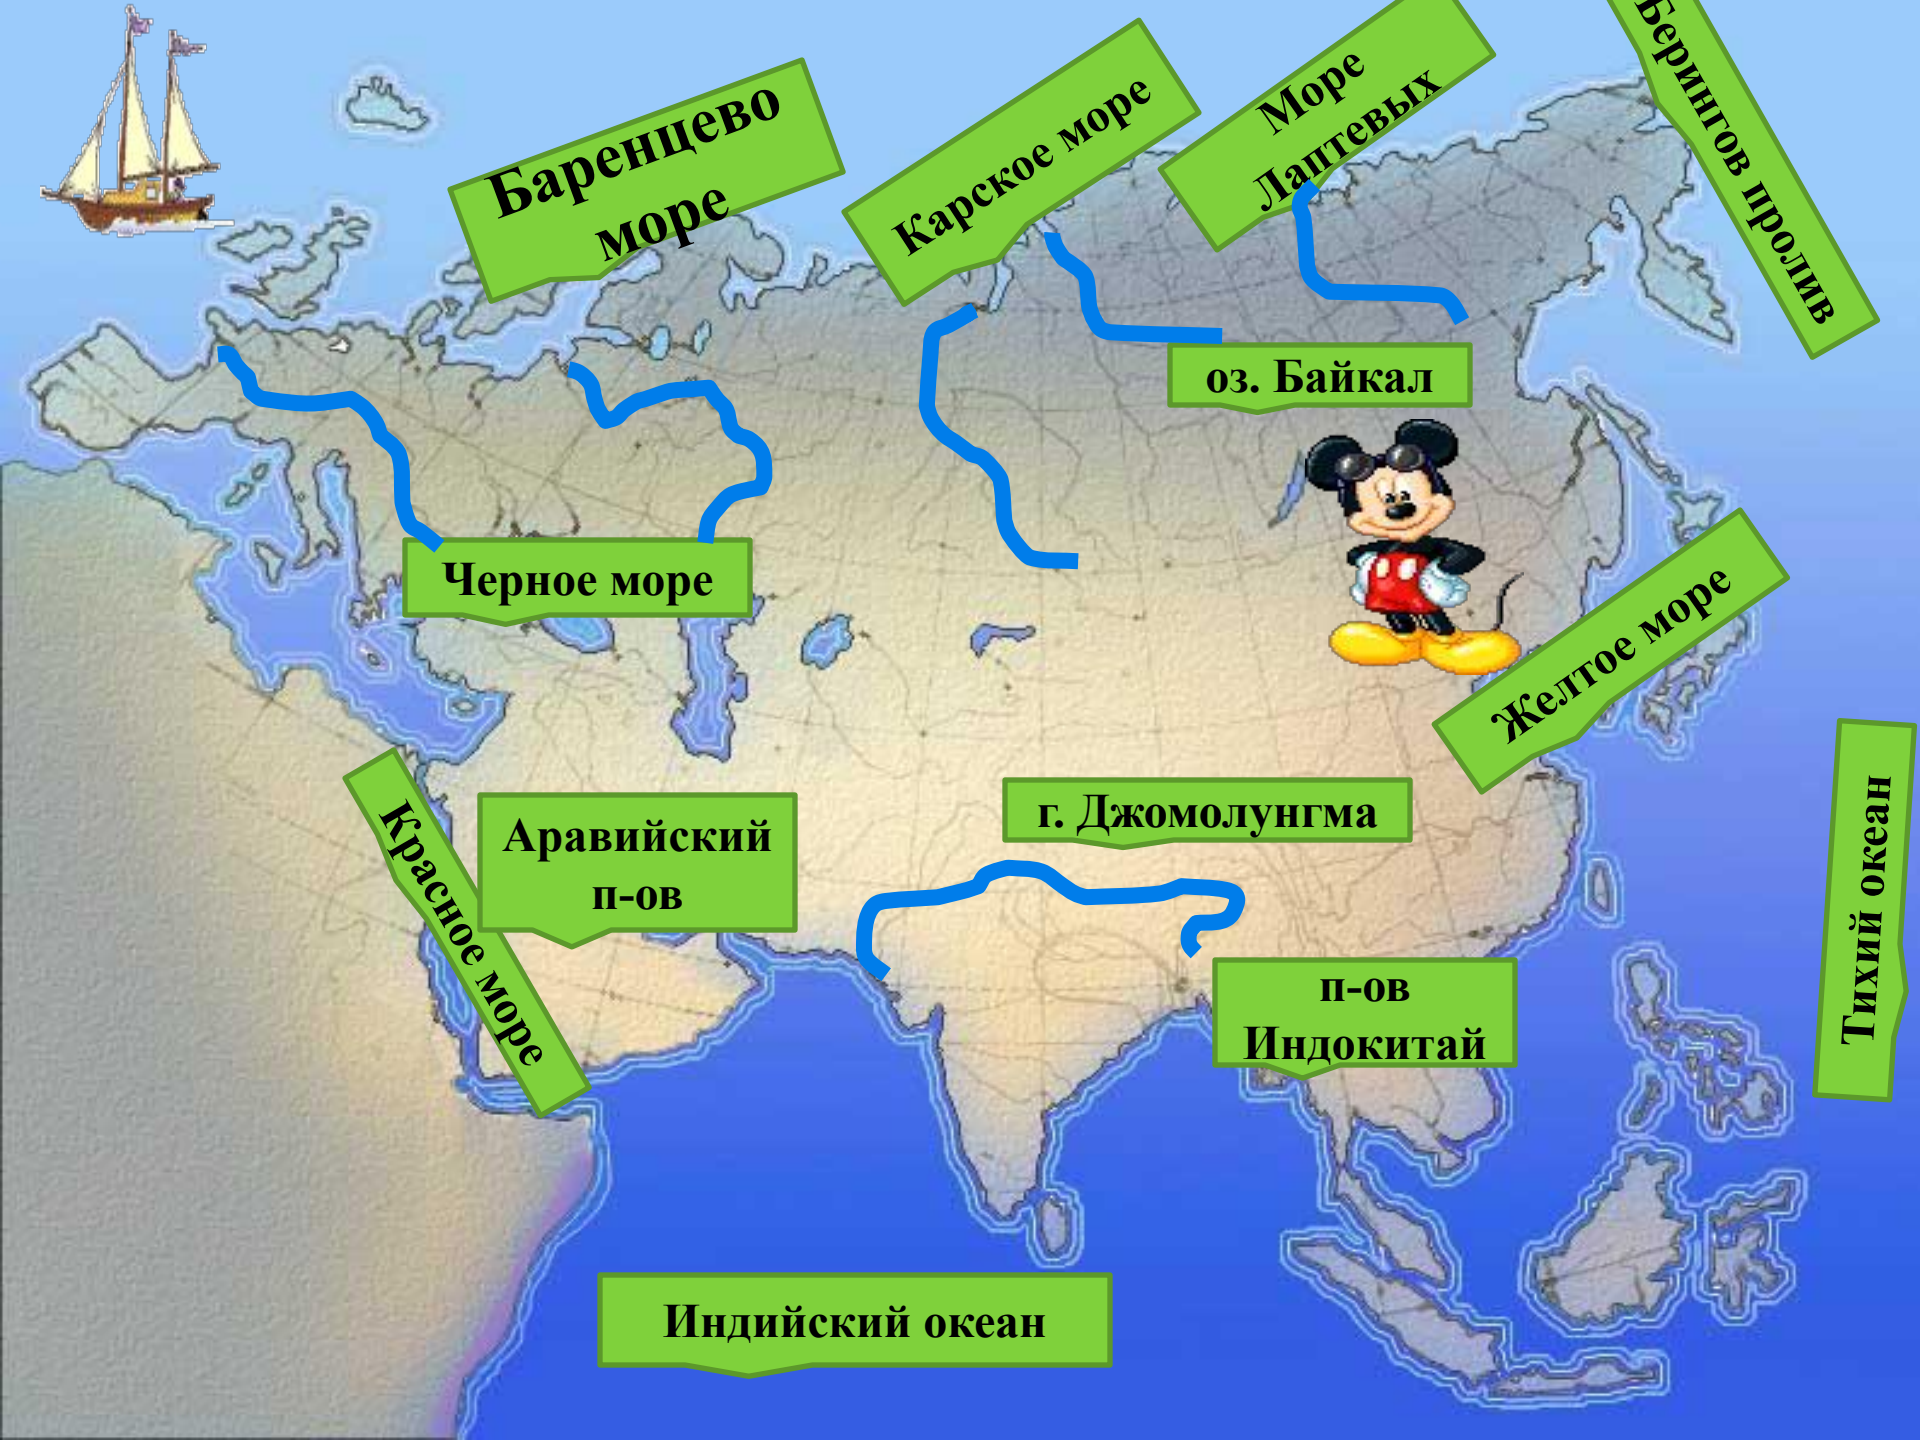 Баренцево
море
Карское море
Море
Лаптевых
Берингов пролив
оз. Байкал
Черное море
Желтое море
г. Джомолунгма
Красное море
Аравийский
п-ов
п-ов
Индокитай
Тихий океан
Индийский океан